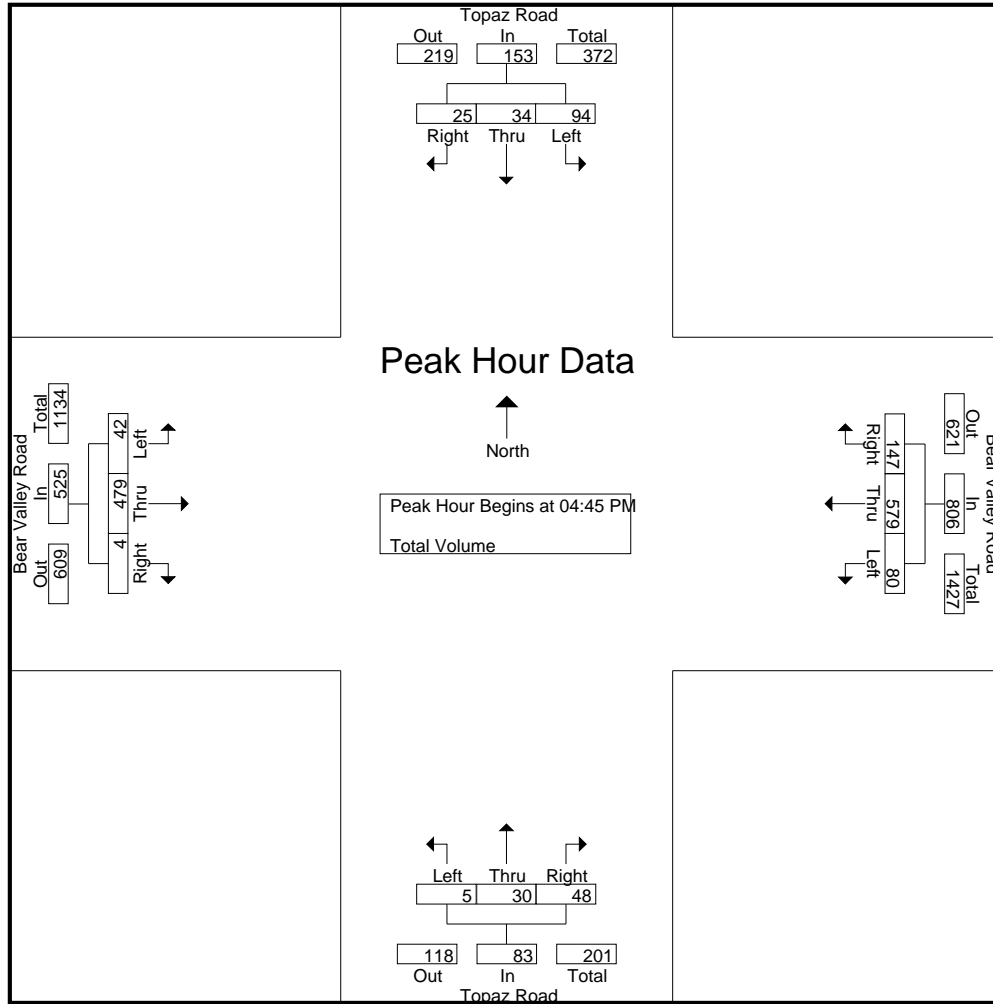 Topaz Road
Out In Total
219 153 372
25 34 94
Right Thru Left
Peak Hour Data
North
Peak Hour Begins at 04:45 PM
Total Volume
Bear Valley Road
Total In Out
1134 525 609
42 479 4
Left Thru Right
Right Thru Left
147 579 80
621 806 1427
Out In Total
Bear Valley Road
Left Thru Right
5 30 48
118 83 201
Out In Total
Topaz Road